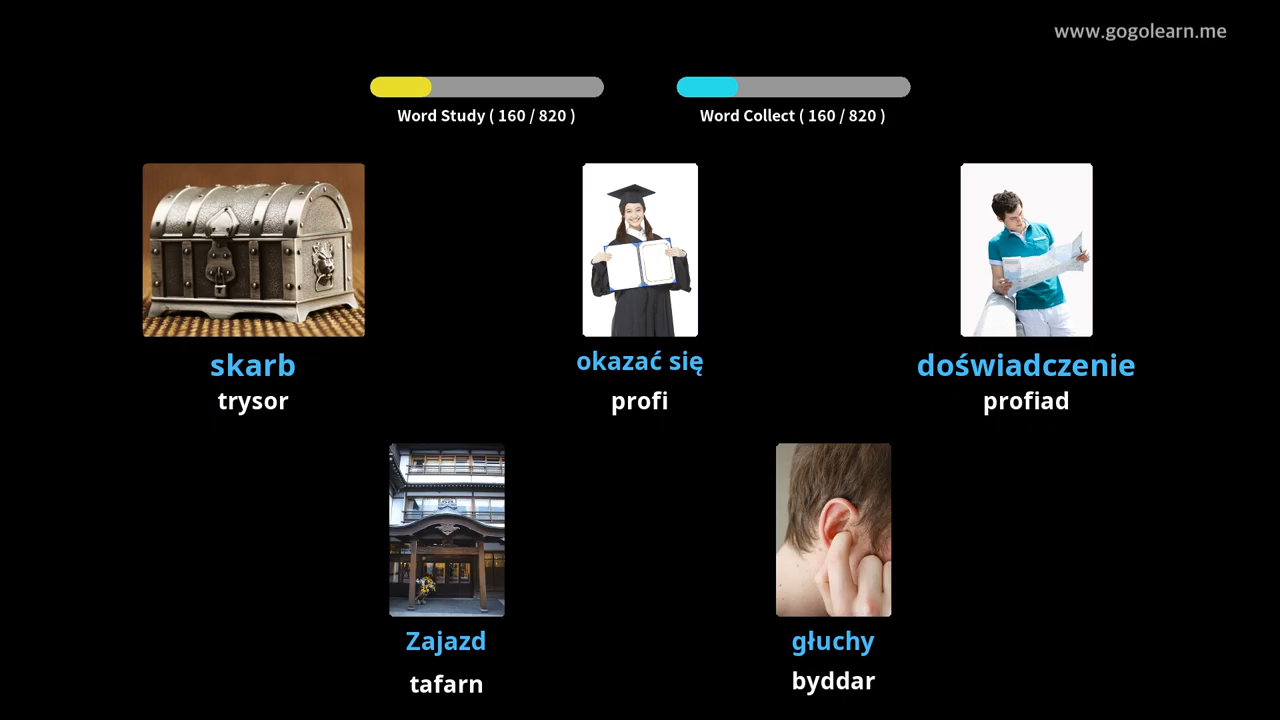 www.gogolearn.me
Word Study ( 160 / 820 )
Word Collect ( 160 / 820 )
skarb
trysor
okazać się
profi
doświadczenie
profiad
Zajazd
tafarn
głuchy
byddar